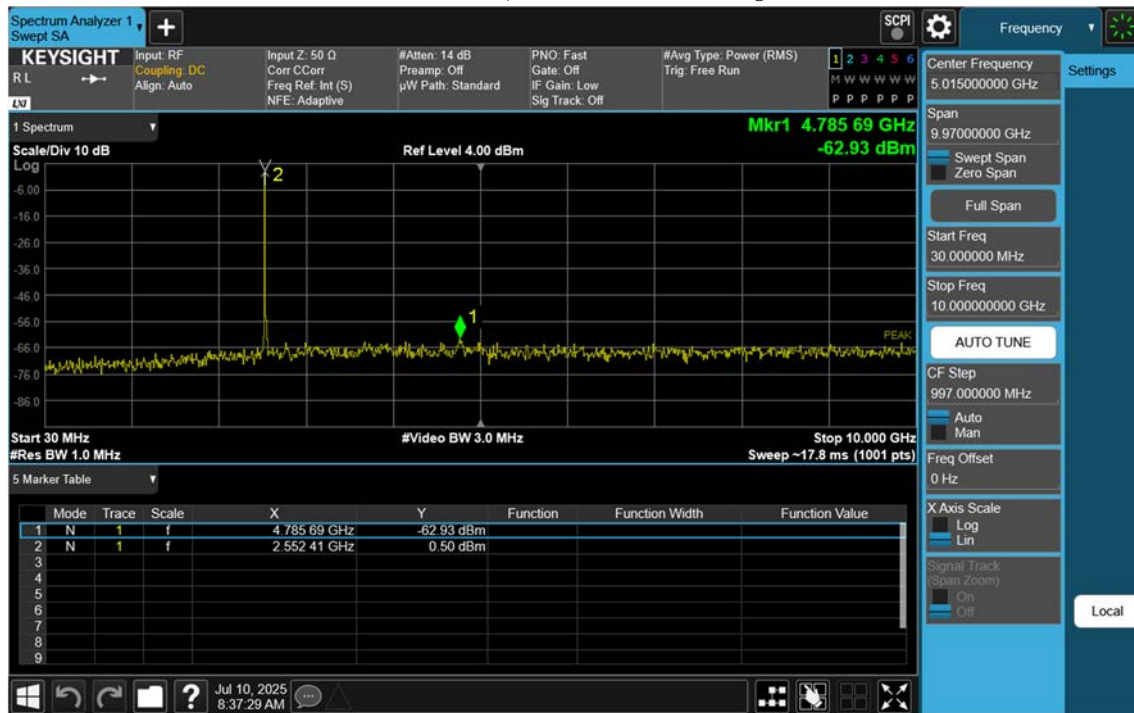 Spectrum Analyzer 1
Swept SA
+
SCPI
Frequency
KEYSIGHT
R L
LXI
Input: RF
Coupling: DC
Align: Auto
Input Z: 50 Ω
Corr CCorr
Freq Ref: Int (S)
NFE: Adaptive
#Atten: 14 dB
Preamp: Off
µW Path: Standard
PNO: Fast
Gate: Off
IF Gain: Low
Sig Track: Off
#Avg Type: Power (RMS)
Trig: Free Run
1 2 3 4 5 6
M W W W W W
P P P P P P
1 Spectrum
Scale/Div 10 dB
Ref Level 4.00 dBm
Mkr1 4.785 69 GHz
-62.93 dBm
Log
-6.00
-16.0
-26.0
-36.0
-46.0
-56.0
-66.0
-76.0
-86.0
2
1
PEAK
Start 30 MHz
#Res BW 1.0 MHz
#Video BW 3.0 MHz
Stop 10.000 GHz
Sweep ~17.8 ms (1001 pts)
5 Marker Table
Mode Trace Scale X Y Function Function Width Function Value
1 N 1 f 4.785 69 GHz -62.93 dBm
2 N 1 f 2.552 41 GHz 0.50 dBm
3
4
5
6
7
8
9
?
Jul 10, 2025
8:37:29 AM
Center Frequency
5.015000000 GHz
Span
9.97000000 GHz
Swept Span
Zero Span
Full Span
Start Freq
30.000000 MHz
Stop Freq
10.000000000 GHz
AUTO TUNE
CF Step
997.000000 MHz
Auto
Man
Freq Offset
0 Hz
X Axis Scale
Log
Lin
Signal Track
(Span Zoom)
On
Off
Settings
Local